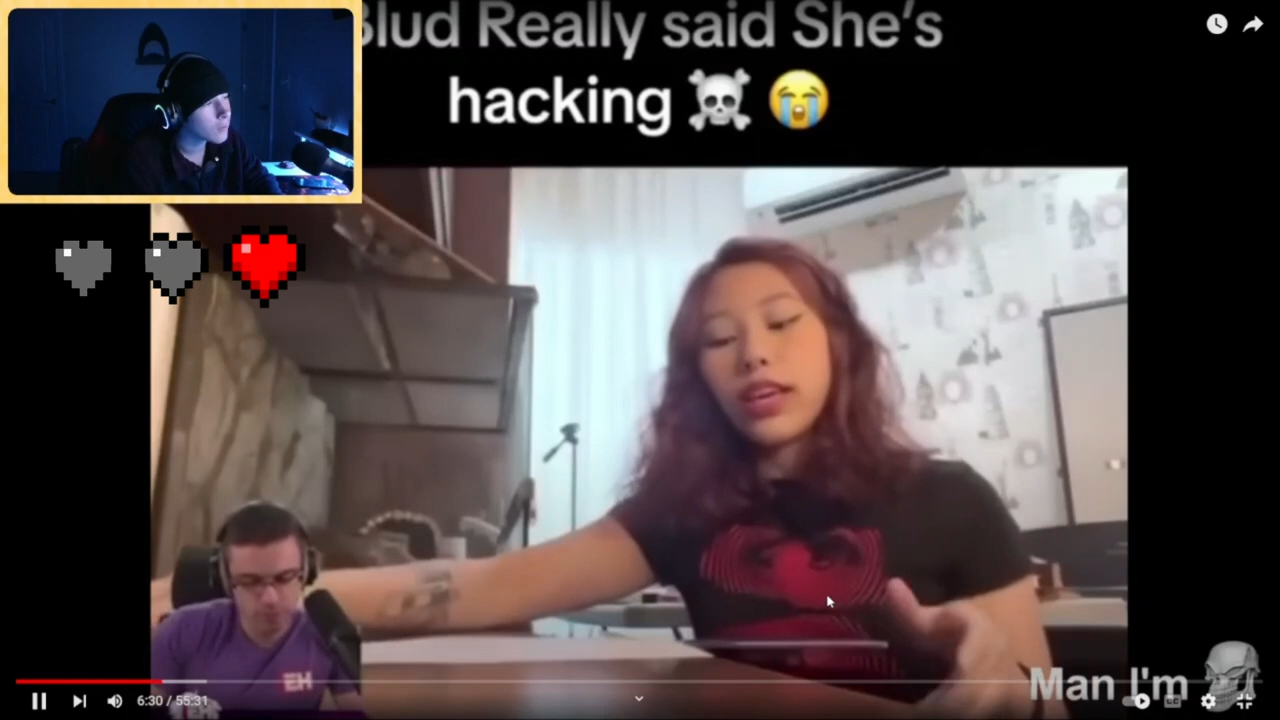 Blud Really said She's
hacking ☠️ 😭
EH
Man I'm
6:30 / 55:31